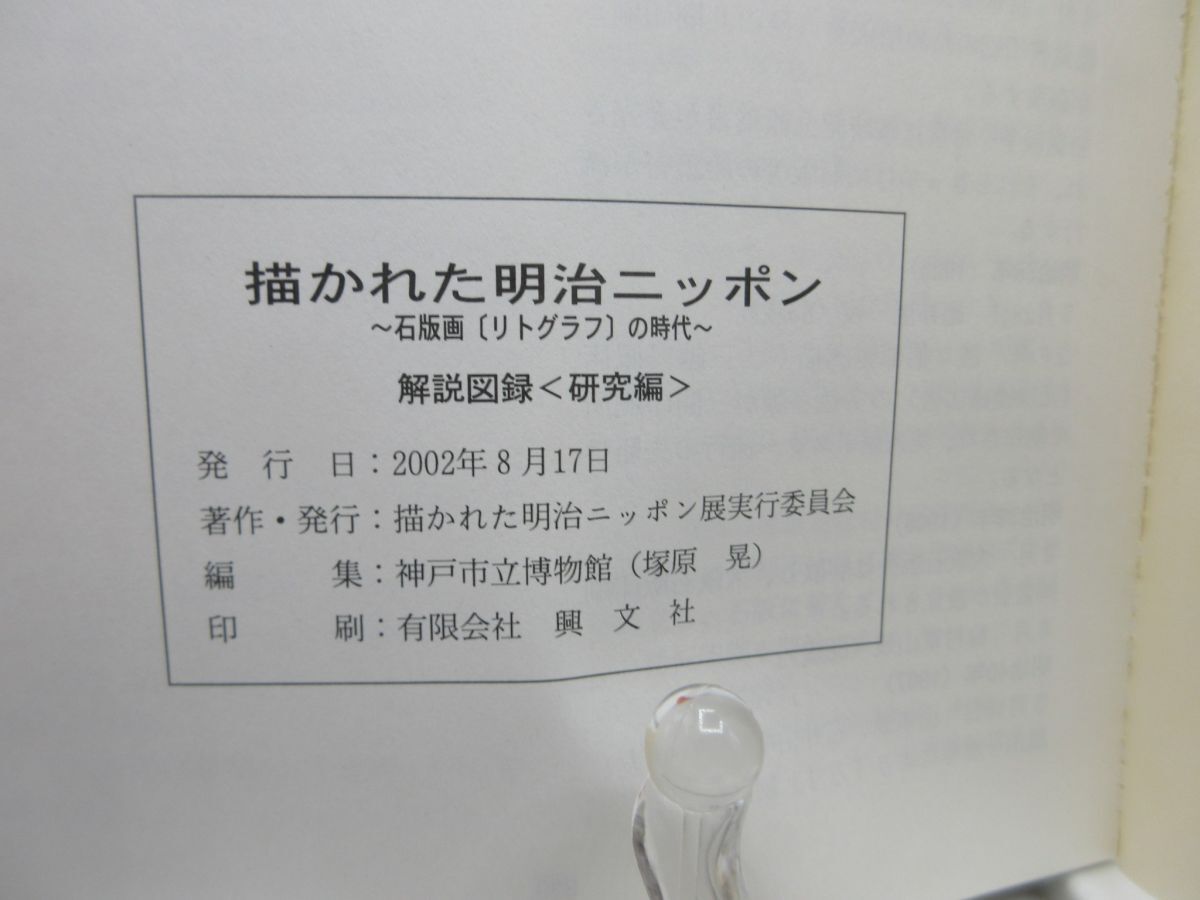 描かれた明治ニッポン
～石版画〔リトグラフ〕の時代～
解説図録＜研究編＞
発行日：2002年8月17日
著作・発行：描かれた明治ニッポン展実行委員会
編集：神戸市立博物館（塚原　晃）
印刷：有限会社　興文社